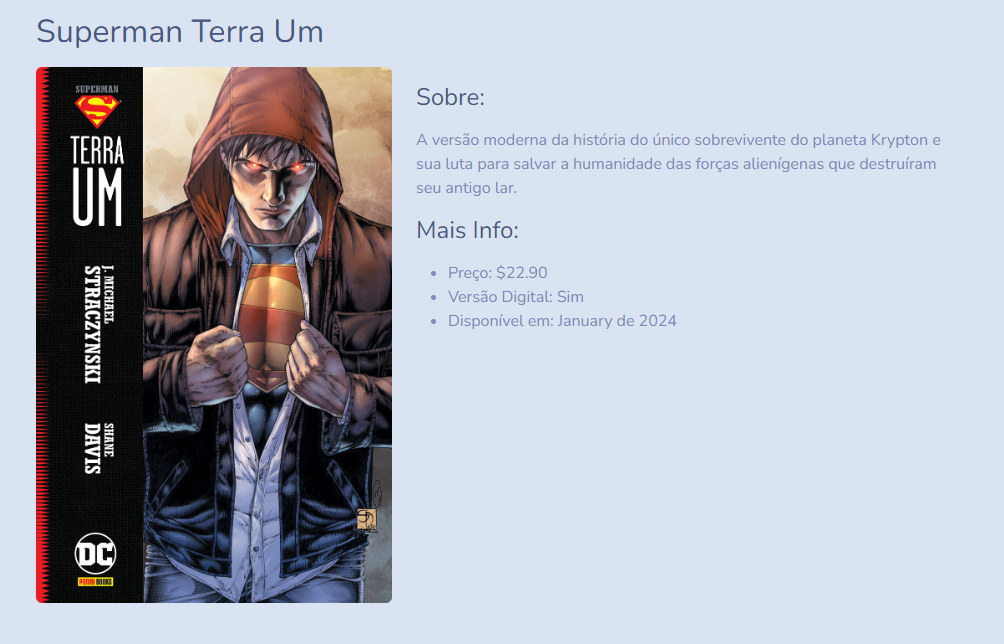 Superman Terra Um
SUPERMAN
TERRA
UM
J. MICHAEL
STRACZYNSKI
SHANE
DAVIS
DC
PANINI BOOKS
Sobre:
A versão moderna da história do único sobrevivente do planeta Krypton e
sua luta para salvar a humanidade das forças alienígenas que destruíram
seu antigo lar.
Mais Info:
• Preço: $22.90
• Versão Digital: Sim
• Disponível em: January de 2024